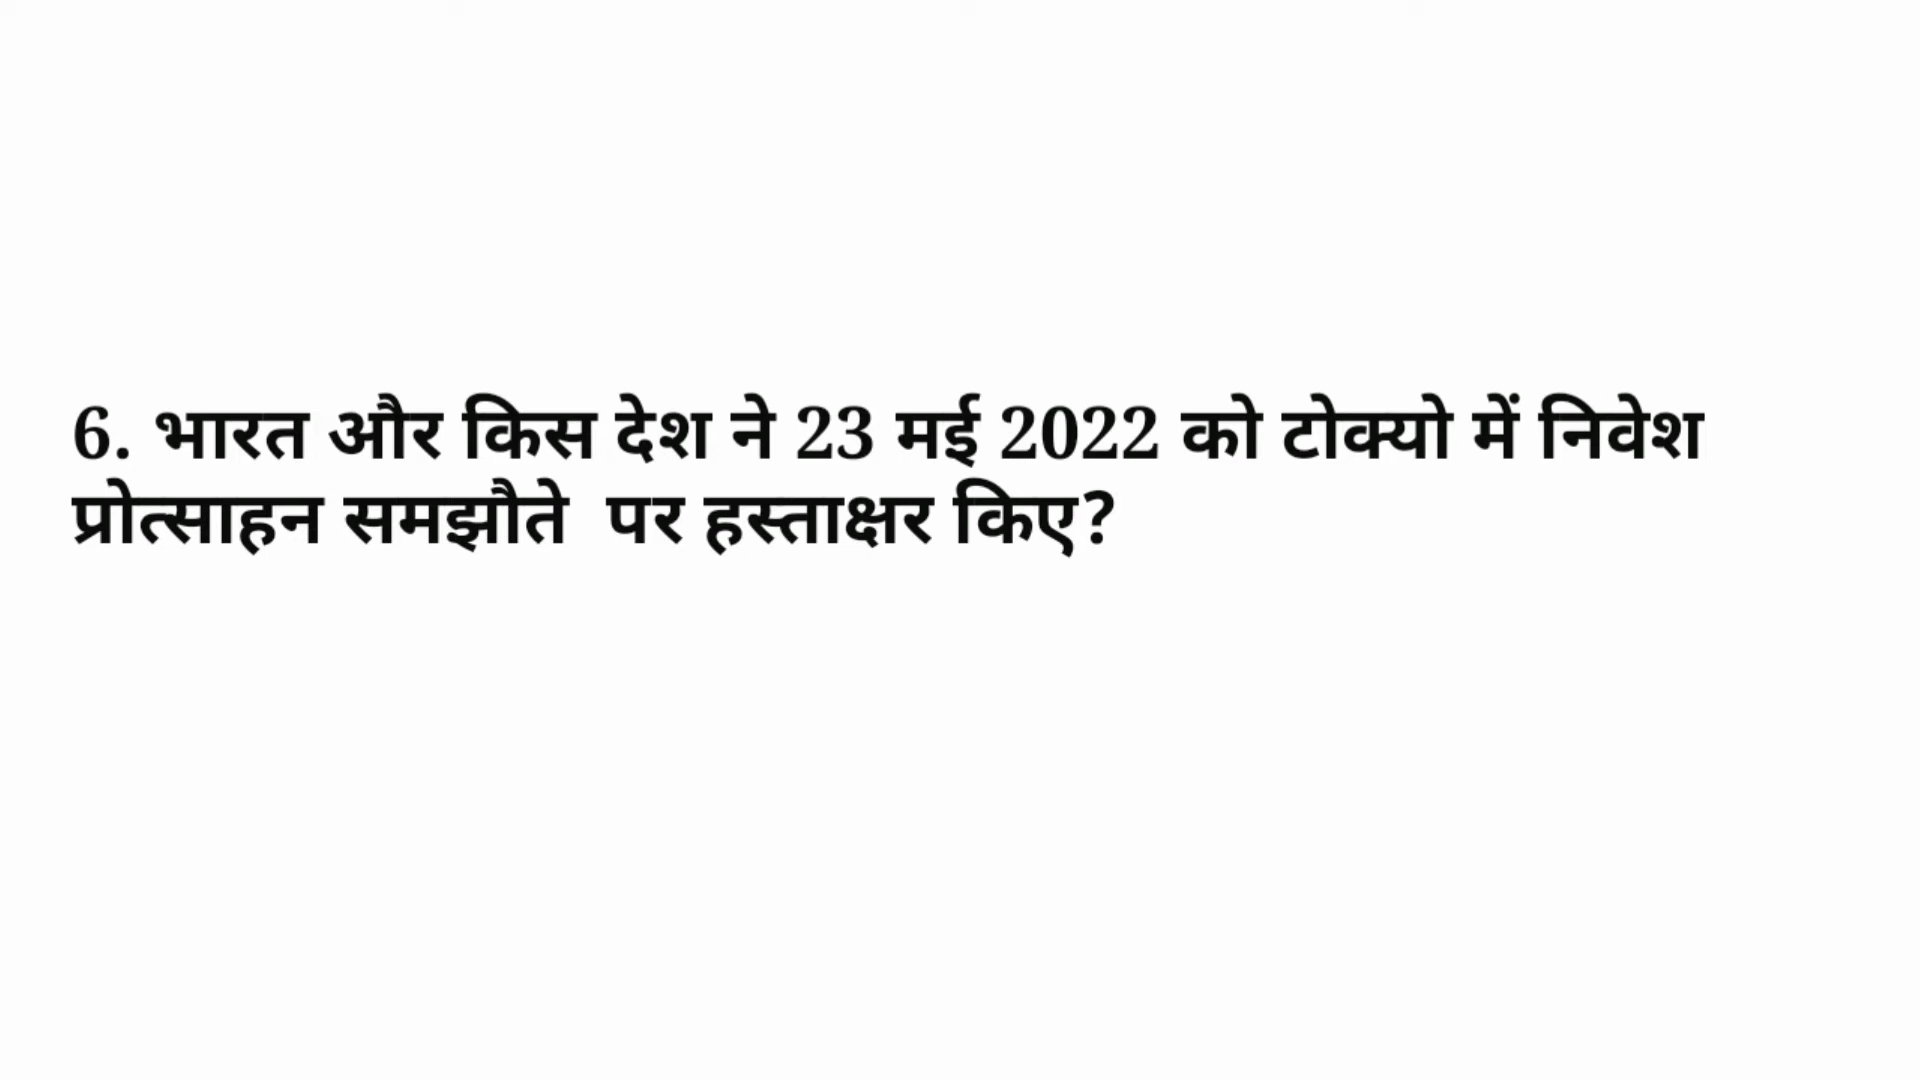 6. भारत और किस देश ने 23 मई 2022 को टोक्यो में निवेश
प्रोत्साहन समझौते  पर हस्ताक्षर किए?